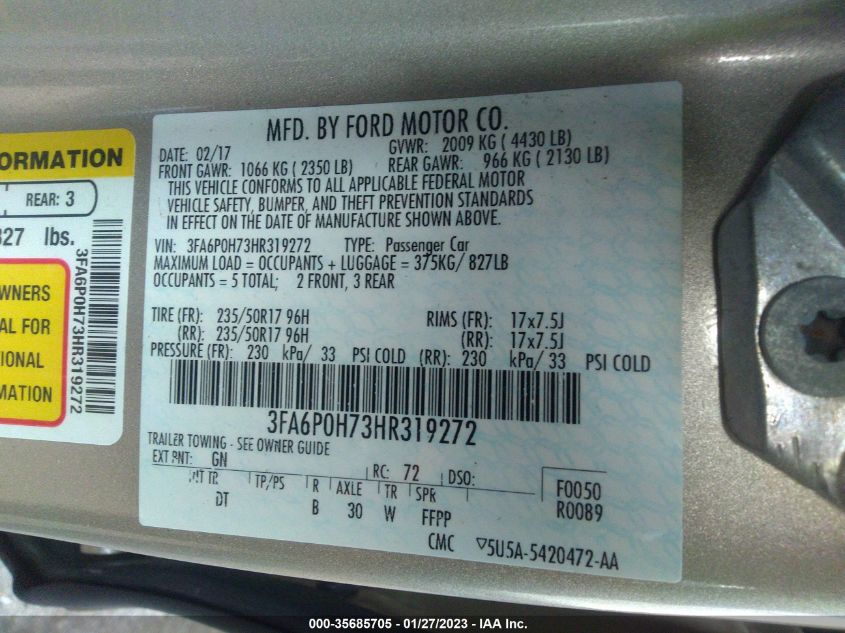 MFD. BY FORD MOTOR CO.
DATE: 02/17 GVWR: 2009 KG ( 4430 LB)
FRONT GAWR: 1066 KG ( 2350 LB) REAR GAWR: 966 KG ( 2130 LB)
THIS VEHICLE CONFORMS TO ALL APPLICABLE FEDERAL MOTOR
VEHICLE SAFETY, BUMPER, AND THEFT PREVENTION STANDARDS
IN EFFECT ON THE DATE OF MANUFACTURE SHOWN ABOVE.
VIN: 3FA6P0H73HR319272 TYPE: Passenger Car
MAXIMUM LOAD = OCCUPANTS + LUGGAGE = 375KG/ 827LB
OCCUPANTS = 5 TOTAL; 2 FRONT, 3 REAR
TIRE (FR): 235/50R17 96H RIMS (FR): 17x7.5J
(RR): 235/50R17 96H (RR): 17x7.5J
PRESSURE (FR): 230 kPa/ 33 PSI COLD (RR): 230 kPa/ 33 PSI COLD
3FA6P0H73HR319272
TRAILER TOWING - SEE OWNER GUIDE
EXT PNT: GN RC: 72 DSO:
INT TR TP/PS R AXLE TR SPR F0050
DT B 30 W FFPP R0089
CMC ▽5U5A-5420472-AA
ORMATION
REAR: 3
827 lbs.
3FA6P0H73HR319272
WNERS
AL FOR
IONAL
MATION
000-35685705 - 01/27/2023 - IAA Inc.